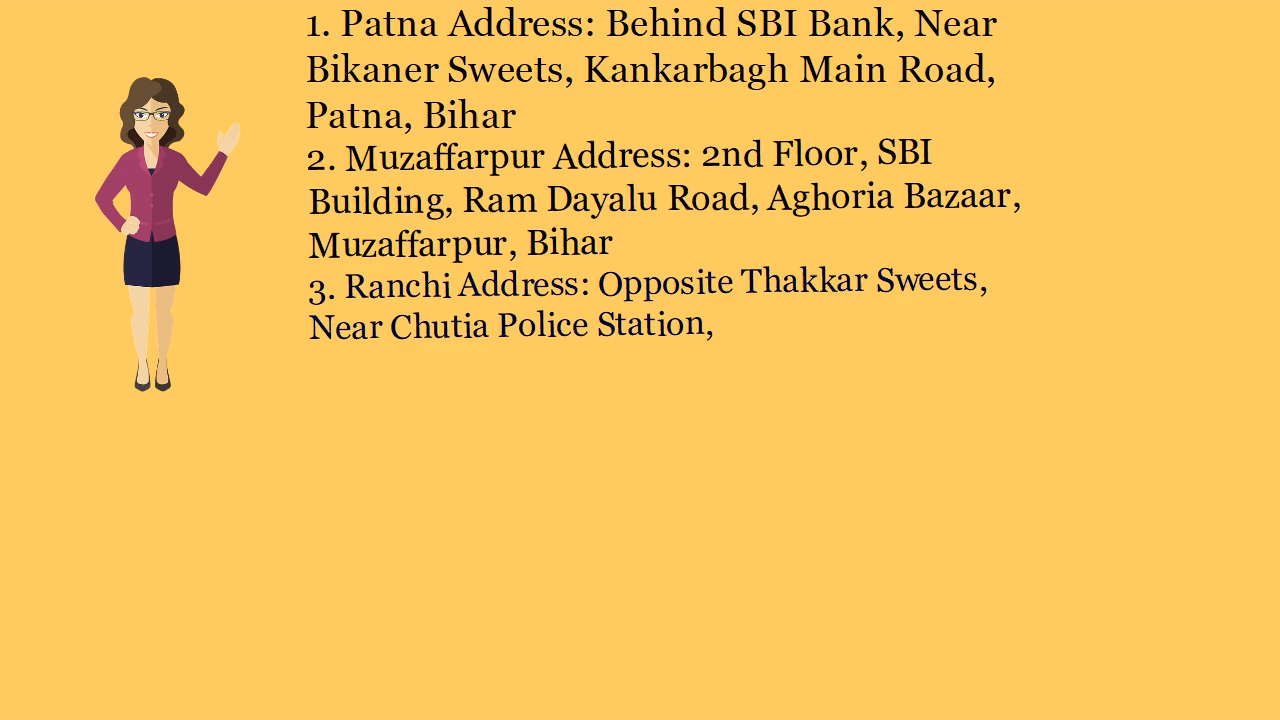 1. Patna Address: Behind SBI Bank, Near
Bikaner Sweets, Kankarbagh Main Road,
Patna, Bihar
2. Muzaffarpur Address: 2nd Floor, SBI
Building, Ram Dayalu Road, Aghoria Bazaar,
Muzaffarpur, Bihar
3. Ranchi Address: Opposite Thakkar Sweets,
Near Chutia Police Station,